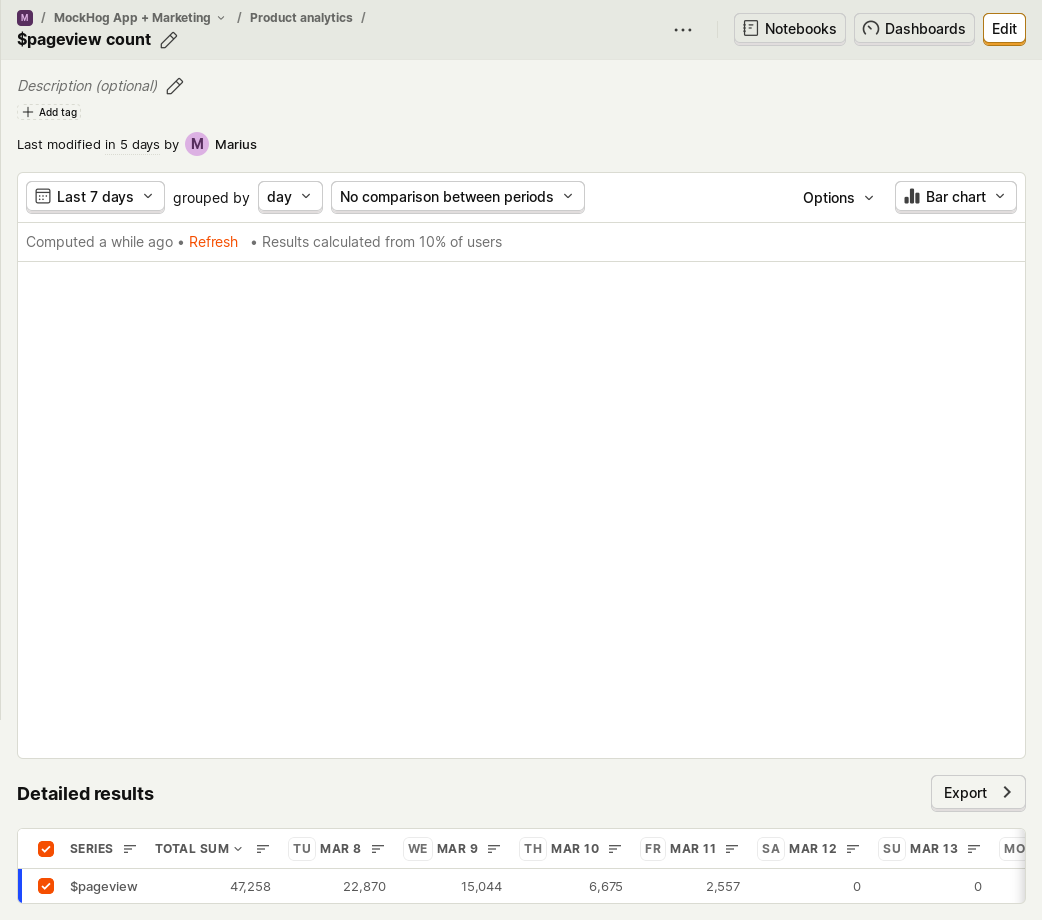 M / MockHog App + Marketing / Product analytics /
$pageview count
Notebooks
Dashboards
Edit
Description (optional)
Add tag
Last modified in 5 days by M Marius
Last 7 days grouped by day No comparison between periods Options Bar chart
Computed a while ago • Refresh • Results calculated from 10% of users
Detailed results
Export
SERIES TOTAL SUM TU MAR 8 WE MAR 9 TH MAR 10 FR MAR 11 SA MAR 12 SU MAR 13 MO
$pageview 47,258 22,870 15,044 6,675 2,557 0 0